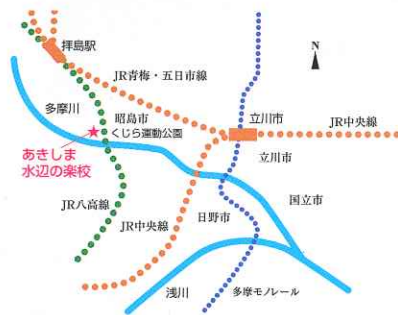 拝島駅
N
JR青梅・五日市線
多摩川
昭島市
くじら運動公園
立川市
JR中央線
あきしま
水辺の楽校
立川市
国立市
JR八高線
JR中央線
日野市
浅川
多摩モノレール